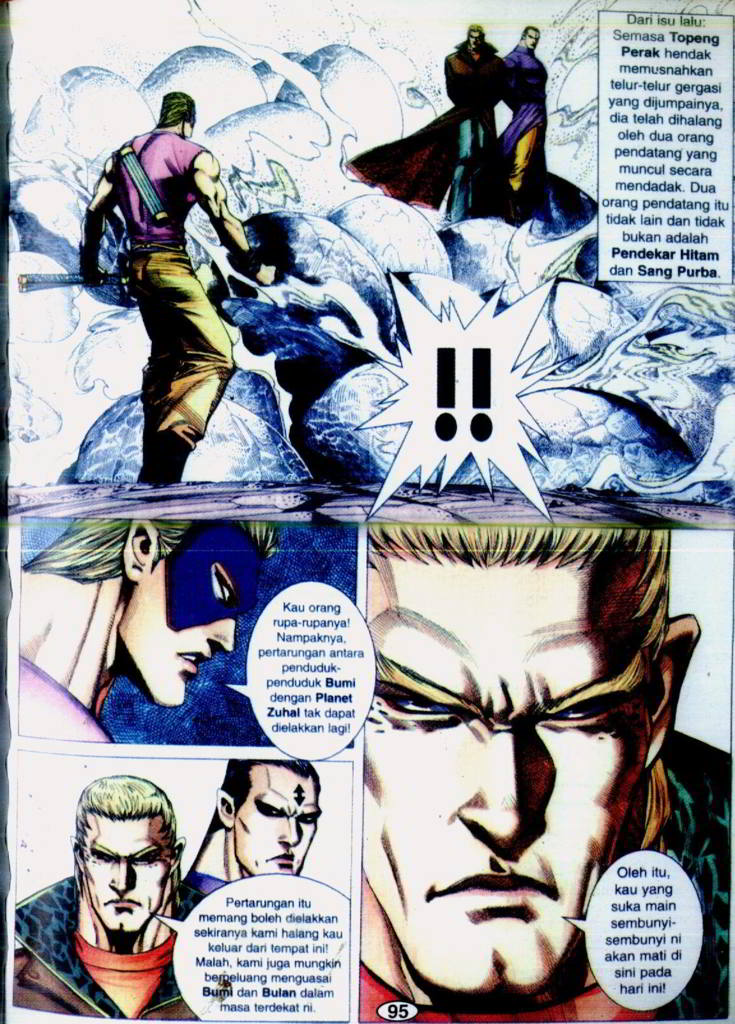 Dari isu lalu:
Semasa Topeng
Perak hendak
memusnahkan
telur-telur gergasi
yang dijumpainya,
dia telah dihalang
oleh dua orang
pendatang yang
muncul secara
mendadak. Dua
orang pendatang itu
tidak lain dan tidak
bukan adalah
Pendekar Hitam
dan Sang Purba.
!!
Kau orang
rupa-rupanya!
Nampaknya,
pertarungan antara
penduduk-
penduduk Bumi
dengan Planet
Zuhal tak dapat
dielakkan lagi!
Pertarungan itu
memang boleh dielakkan
sekiranya kami halang kau
keluar dari tempat ini!
Malah, kami juga mungkin
berpeluang menguasai
Bumi dan Bulan dalam
masa terdekat ni.
Oleh itu,
kau yang
suka main
sembunyi-
sembunyi ni
akan mati di
sini pada
hari ini!
95